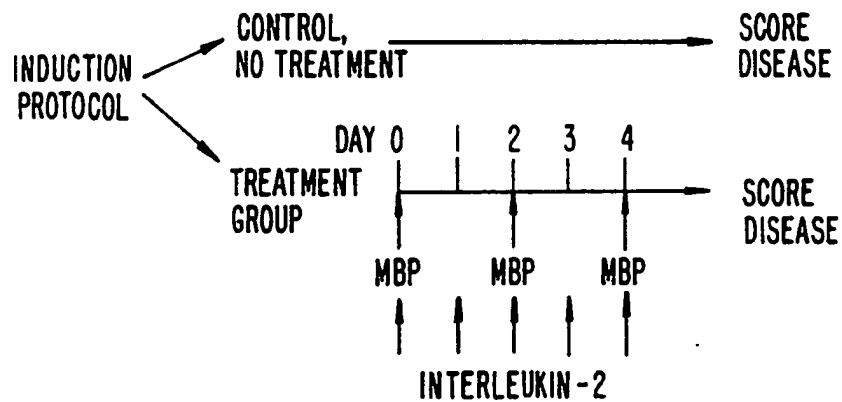 INDUCTION
PROTOCOL
CONTROL,
NO TREATMENT
SCORE
DISEASE
TREATMENT
GROUP
DAY 0 1 2 3 4
SCORE
DISEASE
MBP MBP MBP
INTERLEUKIN-2